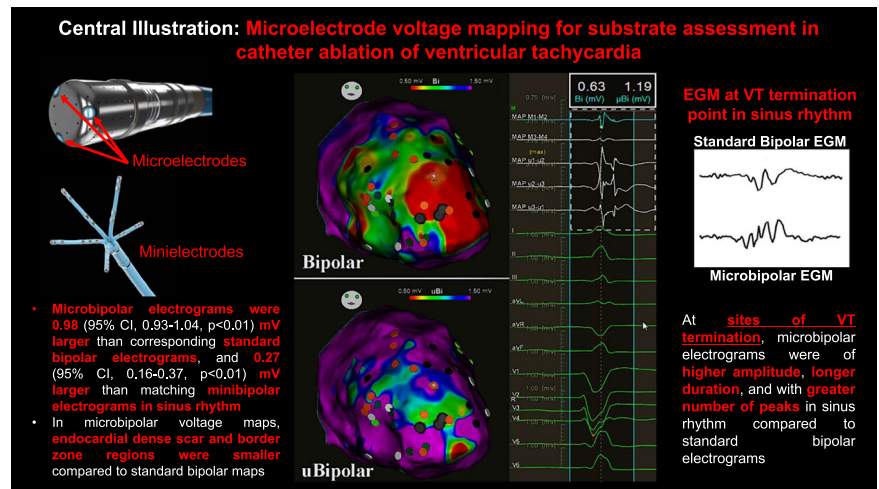 Central Illustration: Microelectrode voltage mapping for substrate assessment in
catheter ablation of ventricular tachycardia
Microelectrodes
Minielectrodes
• Microbipolar electrograms were
0.98 (95% CI, 0.93-1.04, p<0.01) mV
larger than corresponding standard
bipolar electrograms, and 0.27
(95% CI, 0.16-0.37, p<0.01) mV
larger than matching minibipolar
electrograms in sinus rhythm
• In microbipolar voltage maps,
endocardial dense scar and border
zone regions were smaller
compared to standard bipolar maps
0.50 mV Bi 1.50 mV
Bipolar
0.50 mV uBi 1.50 mV
uBipolar
0.63 1.19
Bi (mV) µBi (mV)
MAP M1-M2
MAP M3-M4
(max)
MAP u1-u2
MAP u2-u3
MAP u3-u1
I
II
III
aVL
aVR
aVF
V1
V2
R
V3
V4
V5
V6
EGM at VT termination
point in sinus rhythm
Standard Bipolar EGM
Microbipolar EGM
At sites of VT
termination, microbipolar
electrograms were of
higher amplitude, longer
duration, and with greater
number of peaks in sinus
rhythm compared to
standard bipolar
electrograms